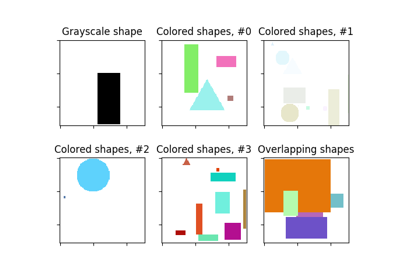 Grayscale shape
Colored shapes, #0
Colored shapes, #1
Colored shapes, #2
Colored shapes, #3
Overlapping shapes